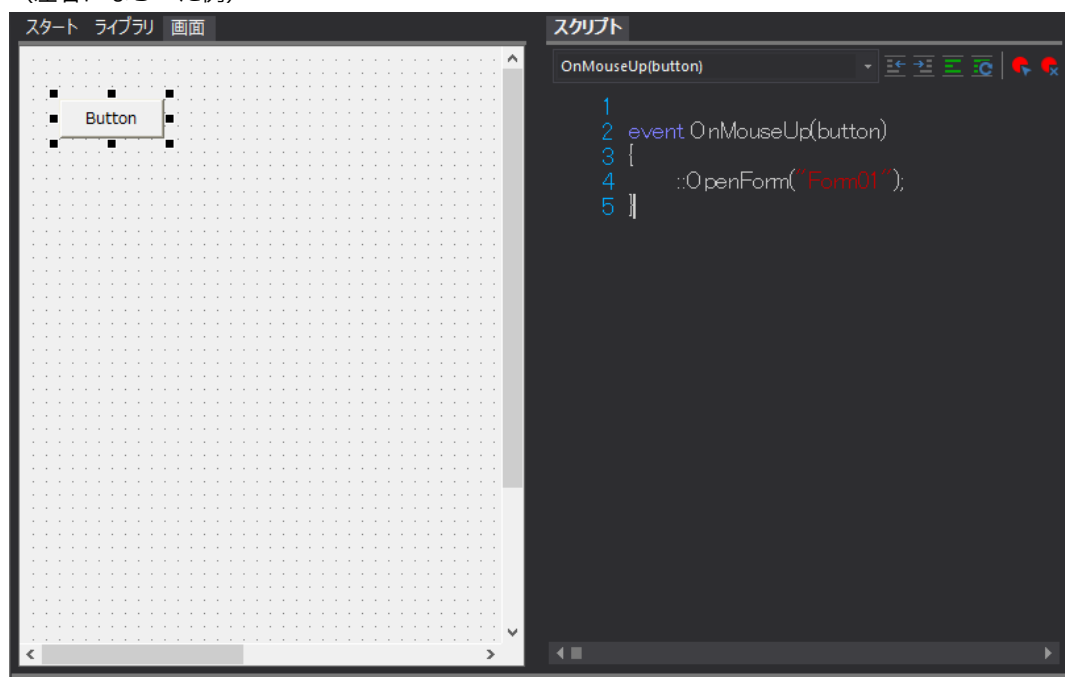 スタート ライブラリ 画面
Button
スクリプト
OnMouseUp(button)
1
2 event OnMouseUp(button)
3 {
4 ::OpenForm("Form01");
5 }